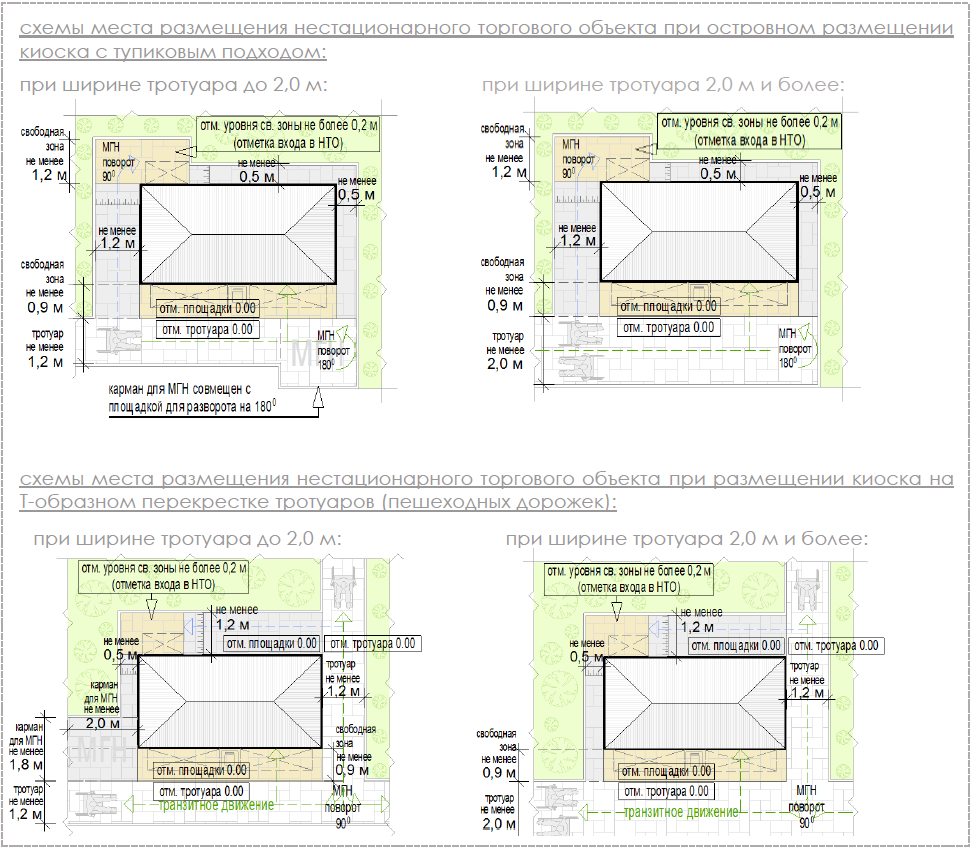 схемы места размещения нестационарного торгового объекта при островном размещении
киоска с тупиковым подходом:
при ширине тротуара до 2,0 м:
свободная
зона
не менее
1,2 м
МГН
поворот
90⁰
отм. уровня св. зоны не более 0,2 м
(отметка входа в НТО)
не менее
0,5 м
не менее
0,5 м
не менее
1,2 м
свободная
зона
не менее
0,9 м
отм. площадки 0.00
отм. тротуара 0.00
тротуар
не менее
1,2 м
МГН
МГН
поворот
180⁰
карман для МГН совмещен с
площадкой для разворота на 180⁰
при ширине тротуара 2,0 м и более:
свободная
зона
не менее
1,2 м
МГН
поворот
90⁰
отм. уровня св. зоны не более 0,2 м
(отметка входа в НТО)
не менее
0,5 м
не менее
0,5 м
не менее
1,2 м
свободная
зона
не менее
0,9 м
отм. площадки 0.00
отм. тротуара 0.00
тротуар
не менее
2,0 м
МГН
поворот
180⁰
схемы места размещения нестационарного торгового объекта при размещении киоска на
Т-образном перекрестке тротуаров (пешеходных дорожек):
при ширине тротуара до 2,0 м:
отм. уровня св. зоны не более 0,2 м
(отметка входа в НТО)
не менее
1,2 м
отм. площадки 0.00
отм. тротуара 0.00
не менее
0,5 м
тротуар
не менее
1,2 м
карман
для МГН
не менее
2,0 м
карман
для МГН
не менее
1,8 м
МГН
свободная
зона
не менее
0,9 м
отм. площадки 0.00
отм. тротуара 0.00
тротуар
не менее
1,2 м
транзитное движение
МГН
поворот
90⁰
при ширине тротуара 2,0 м и более:
отм. уровня св. зоны не более 0,2 м
(отметка входа в НТО)
не менее
1,2 м
отм. площадки 0.00
отм. тротуара 0.00
не менее
0,5 м
тротуар
не менее
1,2 м
свободная
зона
не менее
0,9 м
отм. площадки 0.00
отм. тротуара 0.00
тротуар
не менее
2,0 м
транзитное движение
МГН
поворот
90⁰